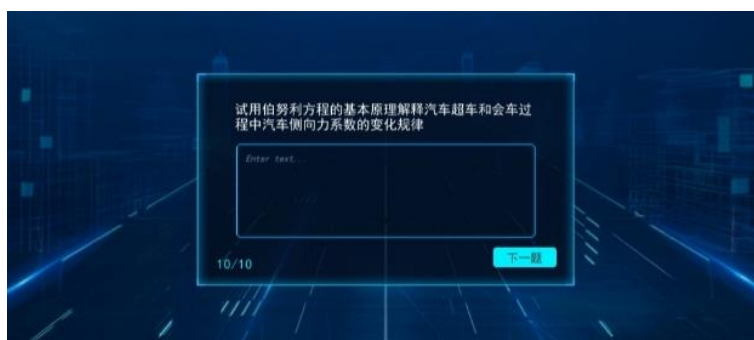 试用伯努利方程的基本原理解释汽车超车和会车过
程中汽车侧向力系数的变化规律
Enter text...
10/10
下一题